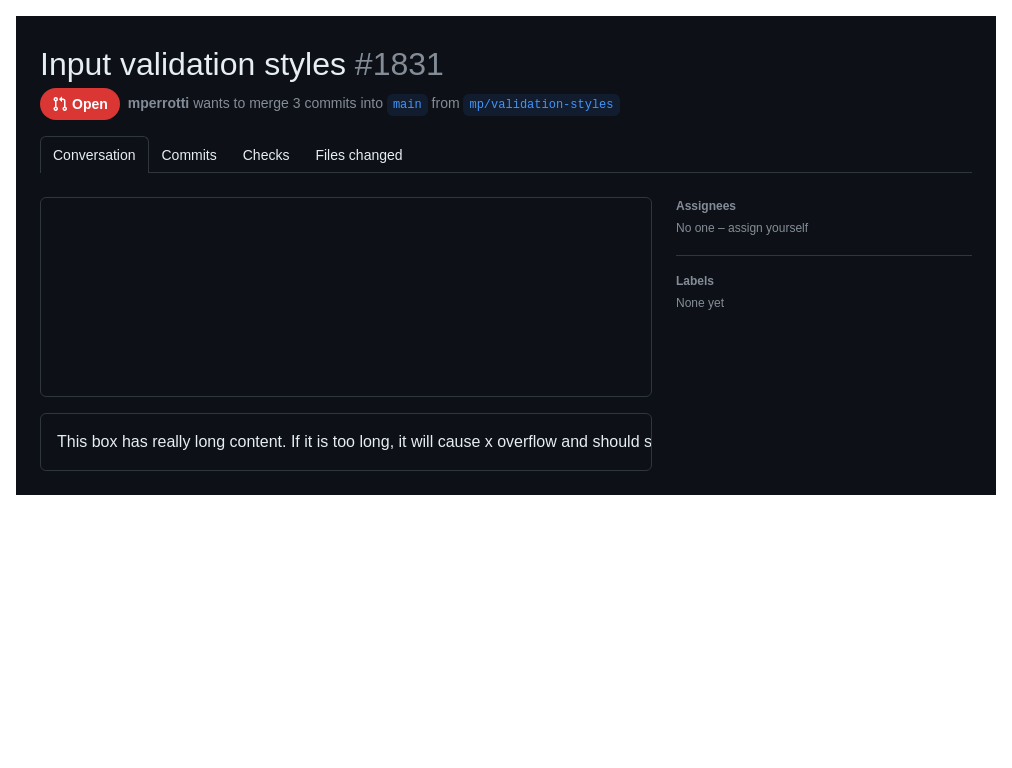 Input validation styles #1831
Open mperrotti wants to merge 3 commits into main from mp/validation-styles
Conversation Commits Checks Files changed
Assignees
No one – assign yourself
Labels
None yet
This box has really long content. If it is too long, it will cause x overflow and should s